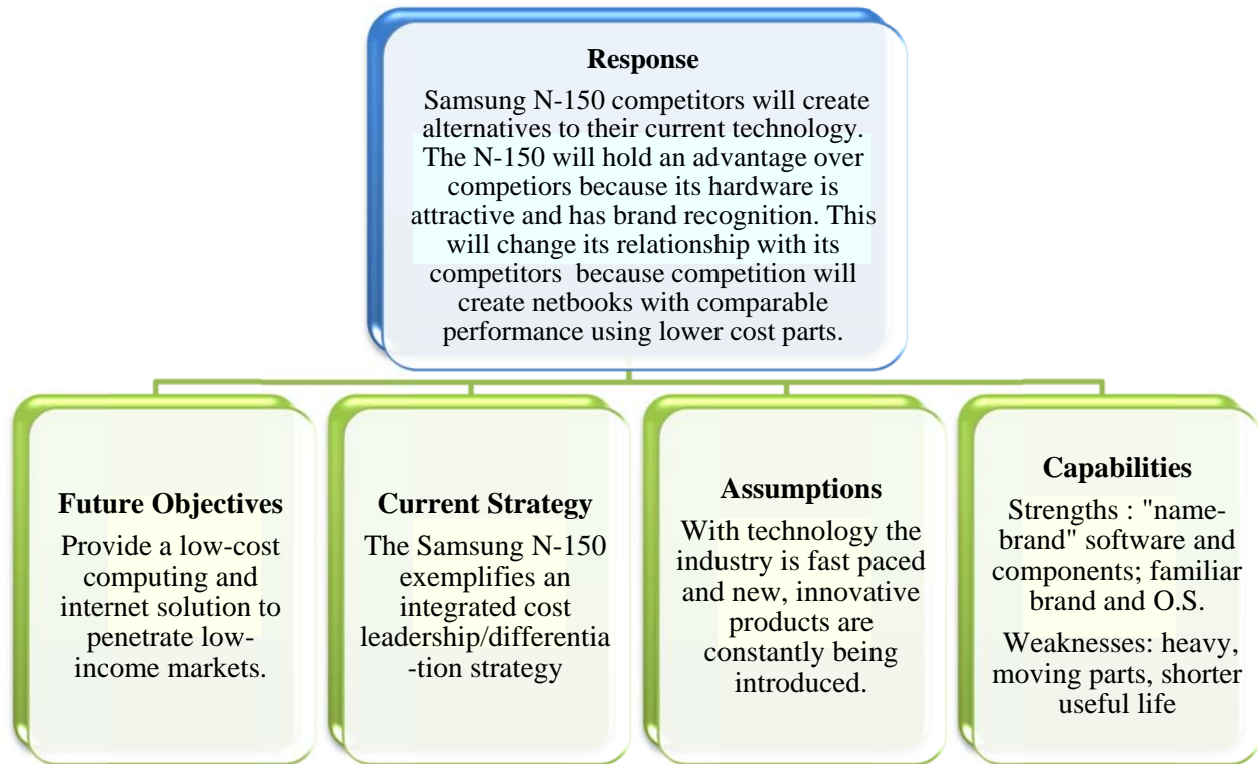 Response
Samsung N-150 competitors will create
alternatives to their current technology.
The N-150 will hold an advantage over
competiors because its hardware is
attractive and has brand recognition. This
will change its relationship with its
competitors because competition will
create netbooks with comparable
performance using lower cost parts.
Future Objectives
Provide a low-cost
computing and
internet solution to
penetrate low-
income markets.
Current Strategy
The Samsung N-150
exemplifies an
integrated cost
leadership/differentia
-tion strategy
Assumptions
With technology the
industry is fast paced
and new, innovative
products are
constantly being
introduced.
Capabilities
Strengths : "name-
brand" software and
components; familiar
brand and O.S.
Weaknesses: heavy,
moving parts, shorter
useful life